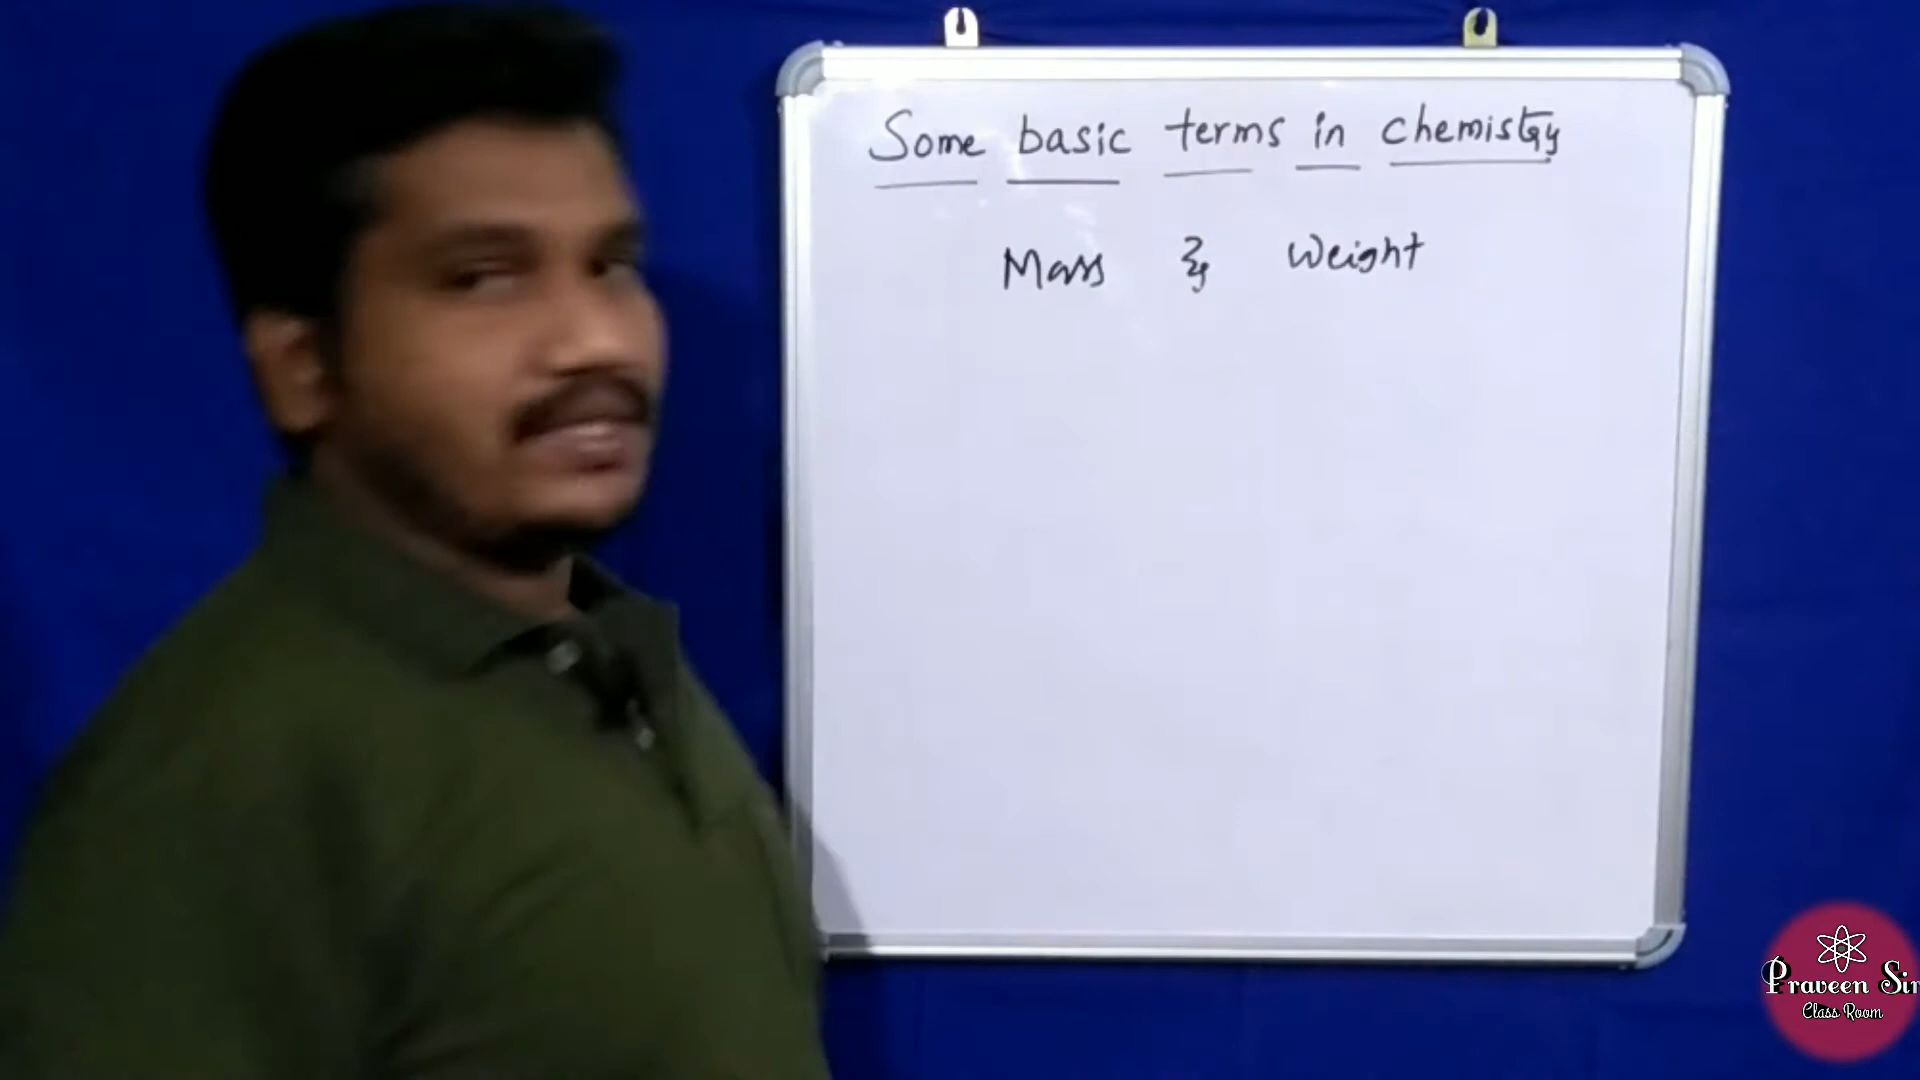 Some basic terms in chemistry
Mass & Weight
Praveen Sir
Class Room